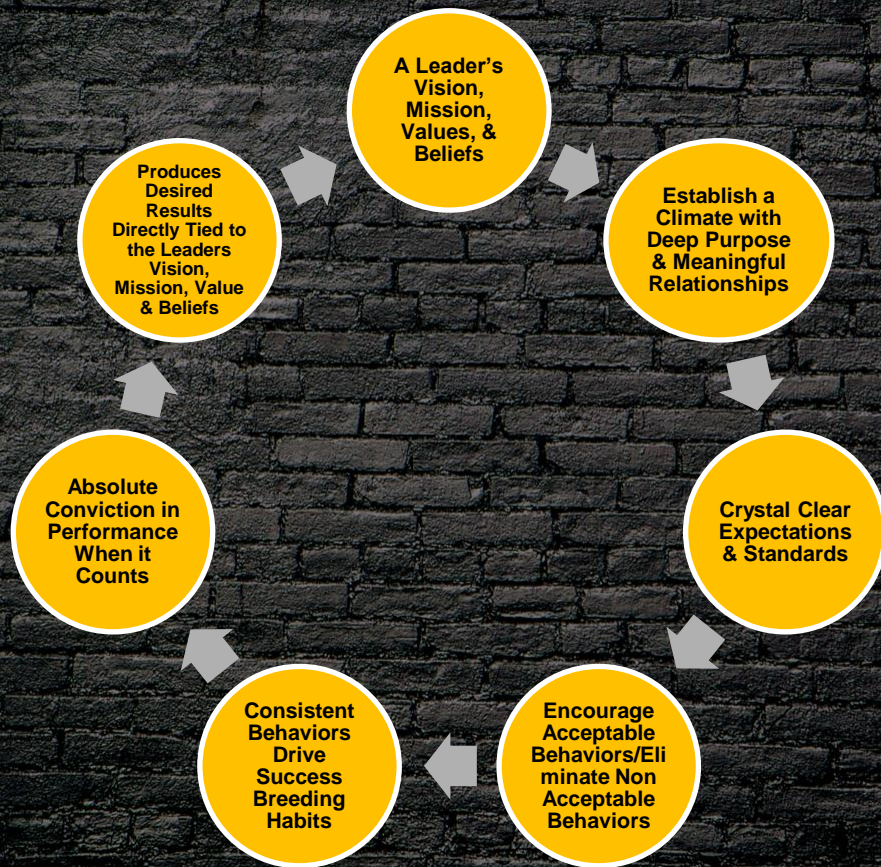 A Leader's
Vision,
Mission,
Values, &
Beliefs
Establish a
Climate with
Deep Purpose
& Meaningful
Relationships
Crystal Clear
Expectations
& Standards
Encourage
Acceptable
Behaviors/Eli
minate Non
Acceptable
Behaviors
Consistent
Behaviors
Drive
Success
Breeding
Habits
Absolute
Conviction in
Performance
When it
Counts
Produces
Desired
Results
Directly Tied to
the Leaders
Vision,
Mission, Value
& Beliefs